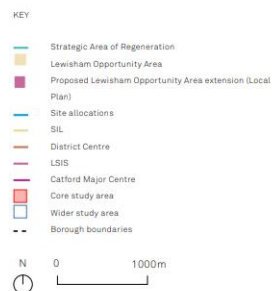 KEY
Strategic Area of Regeneration
Lewisham Opportunity Area
Proposed Lewisham Opportunity Area extension (Local
Plan)
Site allocations
SIL
District Centre
LSIS
Catford Major Centre
Core study area
Wider study area
Borough boundaries
N 0 1000m